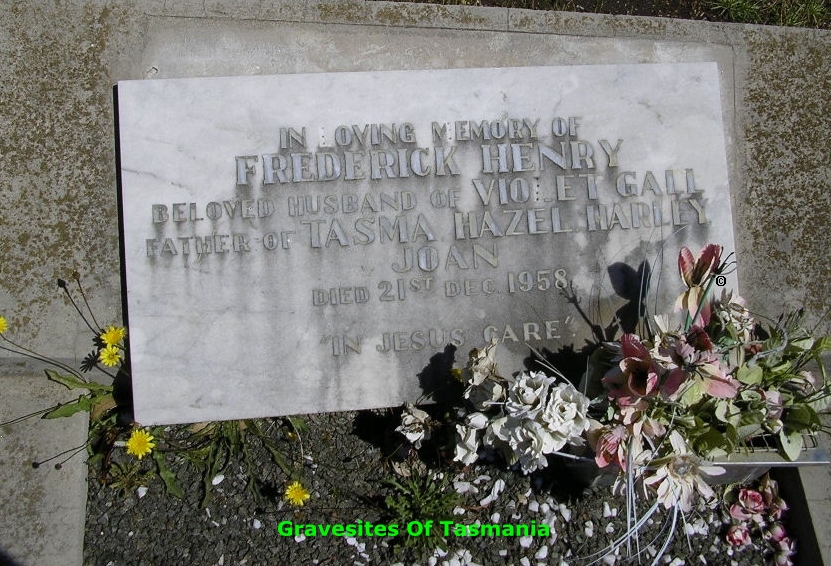 IN LOVING MEMORY OF
FREDERICK HENRY
BELOVED HUSBAND OF VIOLET GALL
FATHER OF TASMA, HAZEL, HARLEY,
JOAN
DIED 21ST DEC. 1958
"IN JESUS CARE"
©
Gravesites Of Tasmania